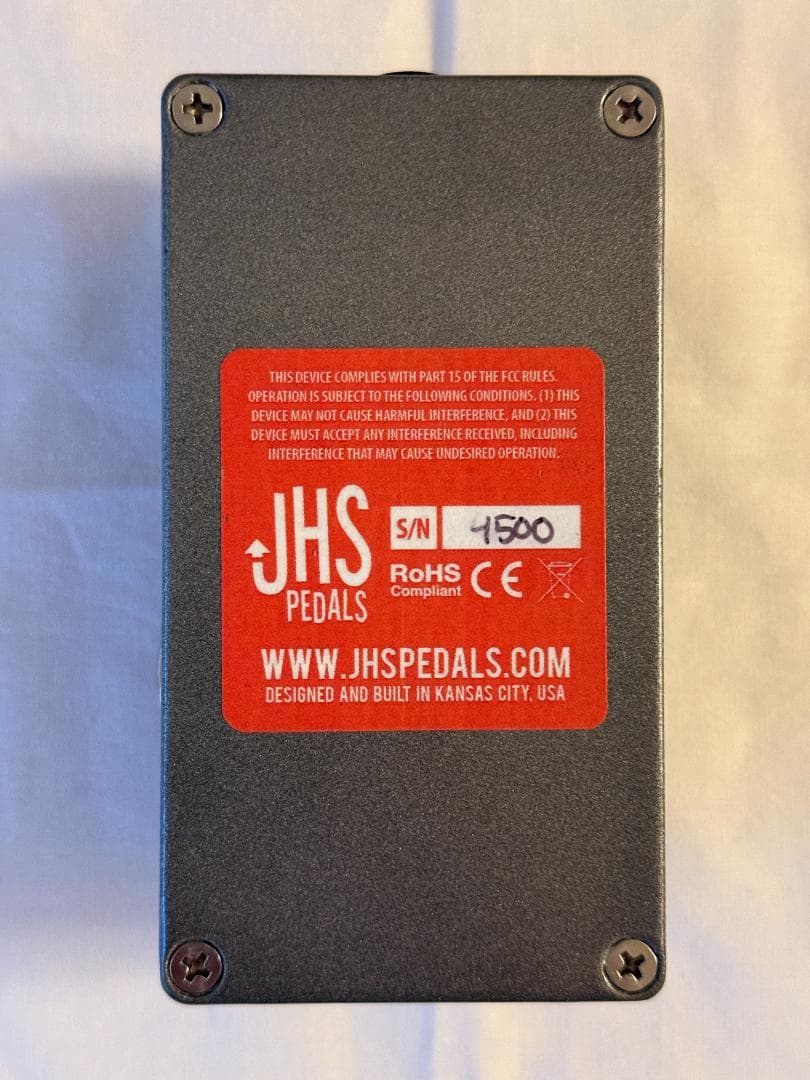 THIS DEVICE COMPLIES WITH PART 15 OF THE FCC RULES.
OPERATION IS SUBJECT TO THE FOLLOWING CONDITIONS. (1) THIS
DEVICE MAY NOT CAUSE HARMFUL INTERFERENCE, AND (2) THIS
DEVICE MUST ACCEPT ANY INTERFERENCE RECEIVED, INCLUDING
INTERFERENCE THAT MAY CAUSE UNDESIRED OPERATION.
JHS
PEDALS
S/N 4500
RoHS
Compliant CE
WWW.JHSPEDALS.COM
DESIGNED AND BUILT IN KANSAS CITY, USA